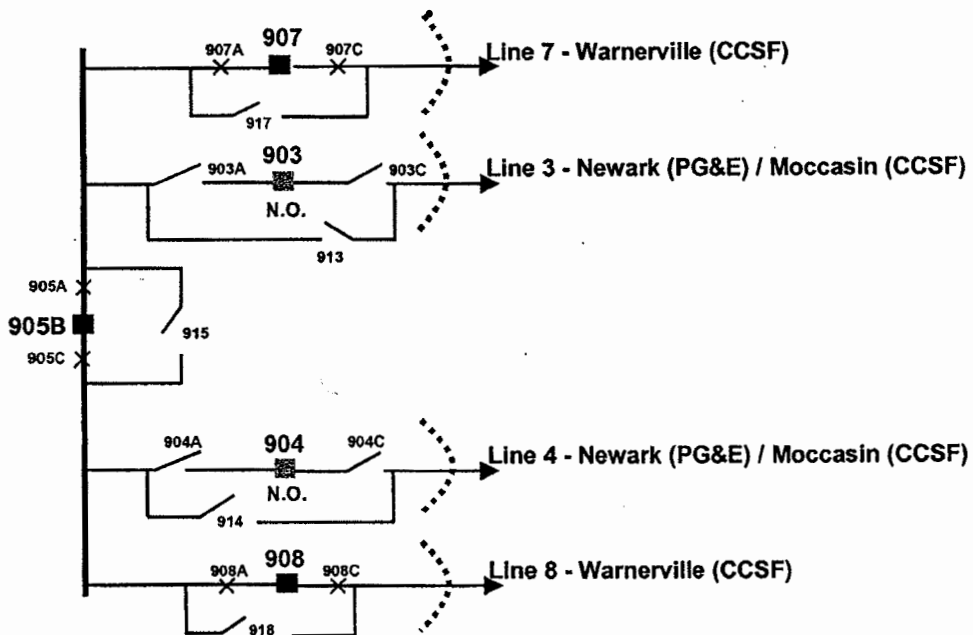 907
907A
907C
Line 7 - Warnerville (CCSF)
917
903
903A
903C
Line 3 - Newark (PG&E) / Moccasin (CCSF)
N.O.
913
905A
905B
915
905C
904
904A
904C
Line 4 - Newark (PG&E) / Moccasin (CCSF)
N.O.
914
908
908A
908C
Line 8 - Warnerville (CCSF)
918